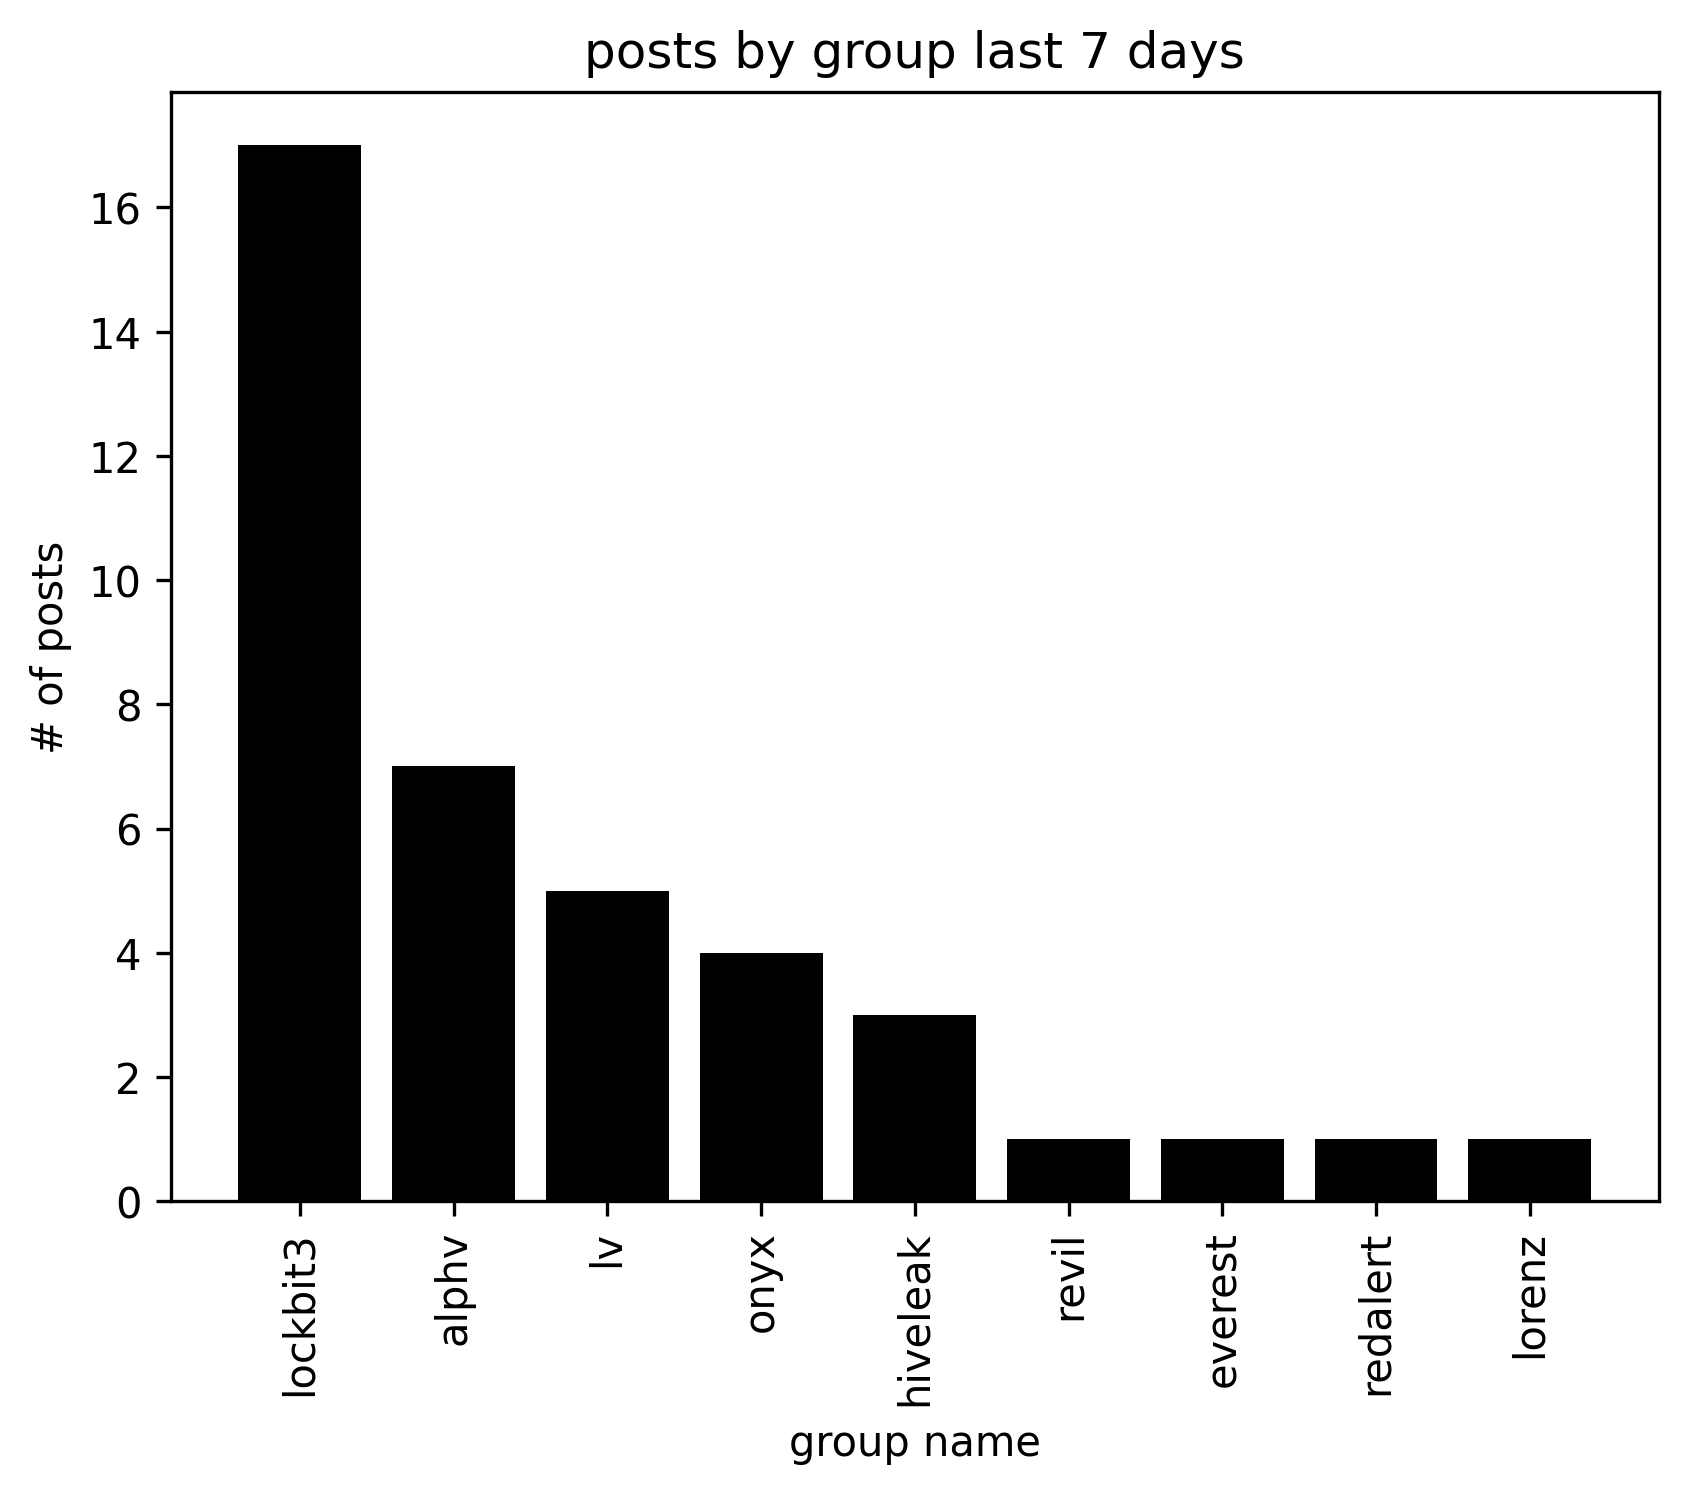 posts by group last 7 days
# of posts
16
14
12
10
8
6
4
2
0
lockbit3
alphv
lv
onyx
hiveleak
revil
everest
redalert
lorenz
group name